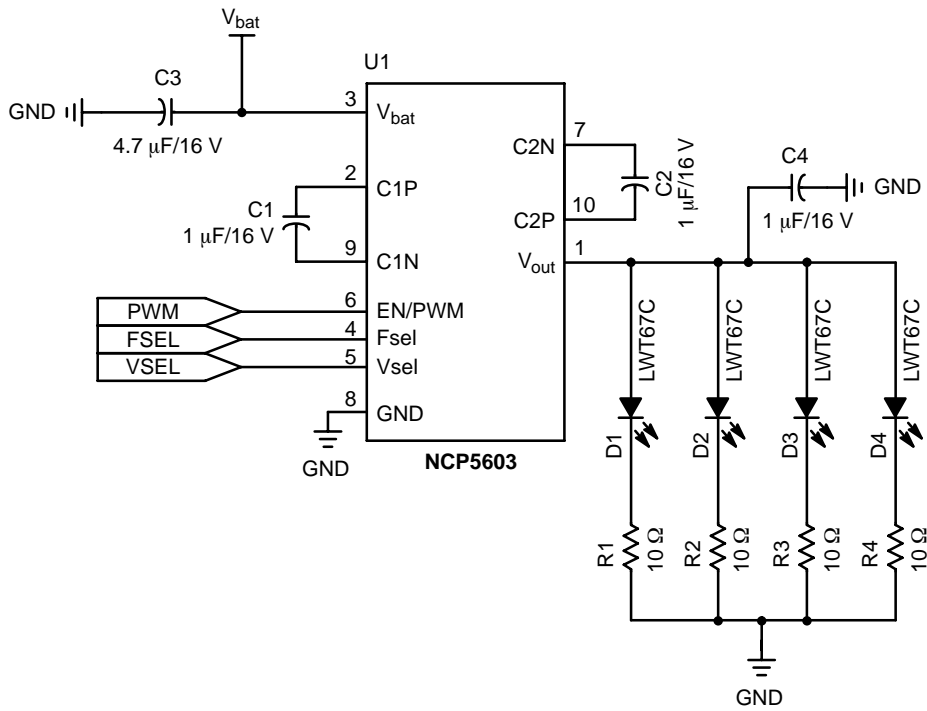 Vbat
U1
C3
GND
4.7 μF/16 V
3
Vbat
7
C2N
C2
1 μF/16 V
C4
GND
1 μF/16 V
2
C1P
C1
1 μF/16 V
10
C2P
9
C1N
1
Vout
PWM
6
EN/PWM
FSEL
4
Fsel
VSEL
5
Vsel
8
GND
GND
NCP5603
LWT67C
LWT67C
LWT67C
LWT67C
D1
D2
D3
D4
R1
10 Ω
R2
10 Ω
R3
10 Ω
R4
10 Ω
GND